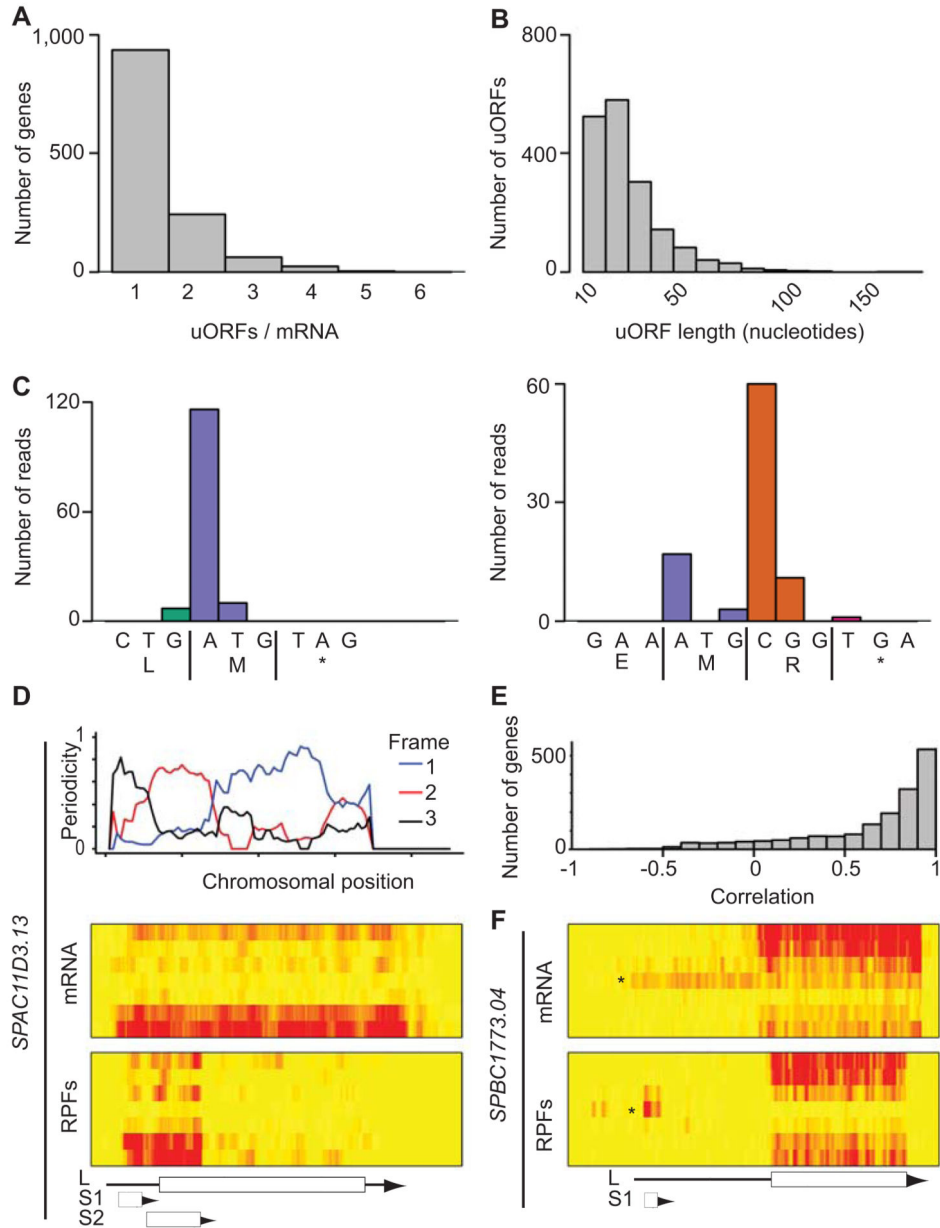 A
1,000
500
0
Number of genes
1 2 3 4 5 6
uORFs / mRNA
B
800
400
0
Number of uORFs
10 50 100 150
uORF length (nucleotides)
C
120
60
0
Number of reads
C T G A T G T A G
L M *
60
30
0
Number of reads
G A A A T G C G G T G A
E M R *
D
SPAC11D3.13
1
0
Periodicity
Frame
1
2
3
Chromosomal position
mRNA
RPFs
L
S1
S2
E
500
0
Number of genes
-1 -0.5 0 0.5 1
Correlation
F
SPBC1773.04
mRNA
*
RPFs
*
L
S1